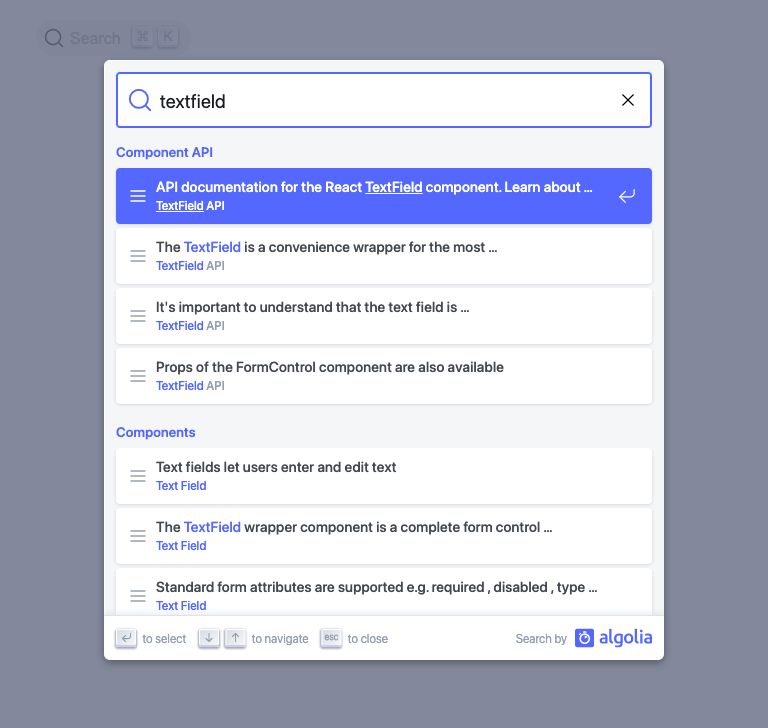 Search ⌘ K
textfield
Component API
API documentation for the React TextField component. Learn about ...
TextField API
The TextField is a convenience wrapper for the most ...
TextField API
It's important to understand that the text field is ...
TextField API
Props of the FormControl component are also available
TextField API
Components
Text fields let users enter and edit text
Text Field
The TextField wrapper component is a complete form control ...
Text Field
Standard form attributes are supported e.g. required , disabled , type ...
Text Field
to select to navigate esc to close Search by algolia